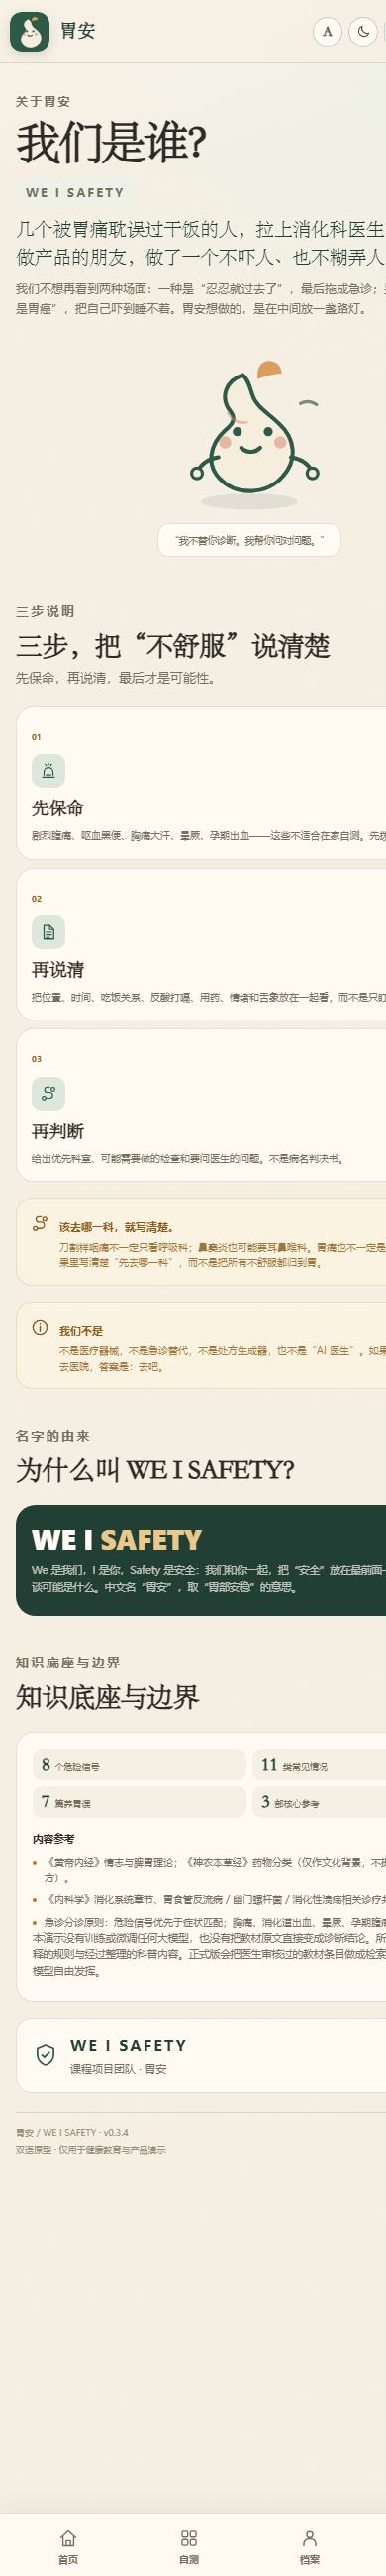 胃安
A
关于胃安
我们是谁?
WE I SAFETY
几个被胃痛耽误过干饭的人，拉上消化科医生
做产品的朋友，做了一个不吓人、也不糊弄人
我们不想再看到两种场面：一种是“忍忍就过去了”，最后拖成急诊；
是胃癌”，把自己吓到睡不着。胃安想做的，是在中间放一盏路灯。
“我不替你诊断。我帮你问对问题。”
三步说明
三步，把“不舒服”说清楚
先保命，再说清，最后才是可能性。
01
先保命
剧烈腹痛、呕血黑便、胸痛大汗、晕厥、孕期出血——这些不适合在家自测。先拨
02
再说清
把位置、时间、吃饭关系、反酸打嗝、用药、情绪和舌象放在一起看，而不是只盯
03
再判断
给出优先科室、可能需要做的检查和要问医生的问题。不是病名判决书。
该去哪一科，就写清楚。
刀割样咽痛不一定只看呼吸科；鼻窦炎也可能要耳鼻喉科。胃痛也不一定是
果里写清楚“先去哪一科”，而不是把所有不舒服都归到胃。
我们不是
不是医疗器械，不是急诊替代，不是处方生成器，也不是“AI 医生”。如果
去医院，答案是：去吧。
名字的由来
为什么叫 WE I SAFETY?
WE I SAFETY
We 是我们，I 是你，Safety 是安全：我们和你一起，把“安全”放在最前面
谈可能是什么。中文名“胃安”，取“胃部安稳”的意思。
知识底座与边界
知识底座与边界
8 个危险信号
11 类常见情况
7 篇养胃课
3 部核心参考
内容参考
《黄帝内经》情志与脾胃理论；《神农本草经》药物分类（仅作文化背景，不提
方）。
《内科学》消化系统章节、胃食管反流病 / 幽门螺杆菌 / 消化性溃疡相关诊疗共
急诊分诊原则：危险信号优先于症状匹配；胸痛、消化道出血、晕厥、孕期腹痛
本演示没有训练或微调任何大模型，也没有把教材原文直接变成诊断结论。所
释的规则与经过整理的科普内容。正式版会把医生审核过的教材条目做成检索
模型自由发挥。
WE I SAFETY
课程项目团队 · 胃安
胃安 / WE I SAFETY · v0.3.4
双语原型 · 仅用于健康教育与产品演示
首页
自测
档案